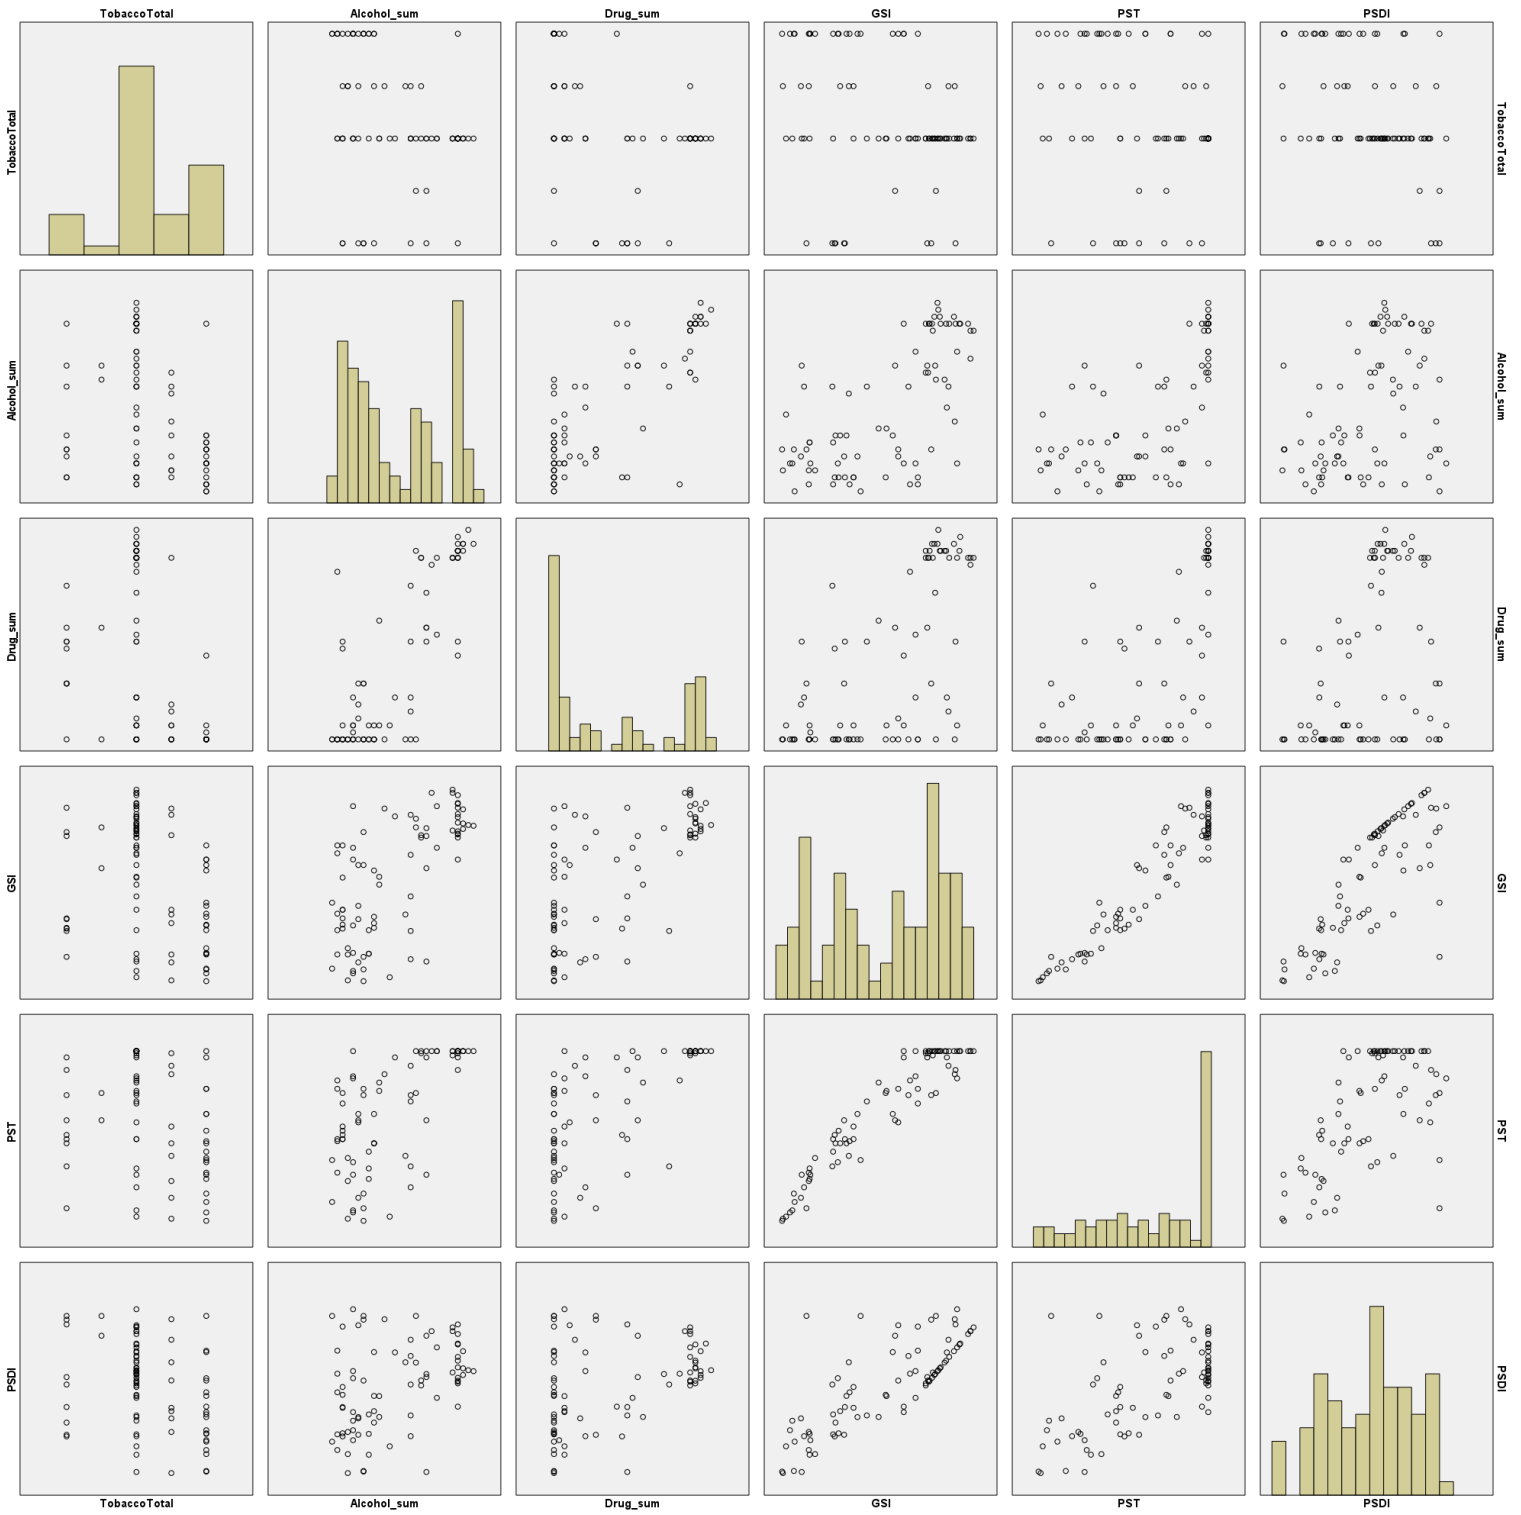 TobaccoTotal Alcohol_sum Drug_sum GSI PST PSDI
TobaccoTotal TobaccoTotal
Alcohol_sum Alcohol_sum
Drug_sum Drug_sum
GSI GSI
PST PST
PSDI PSDI
TobaccoTotal Alcohol_sum Drug_sum GSI PST PSDI